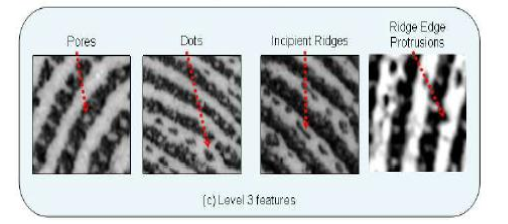 Pores
Dots
Incipient Ridges
Ridge Edge
Protrusions
(c) Level 3 features